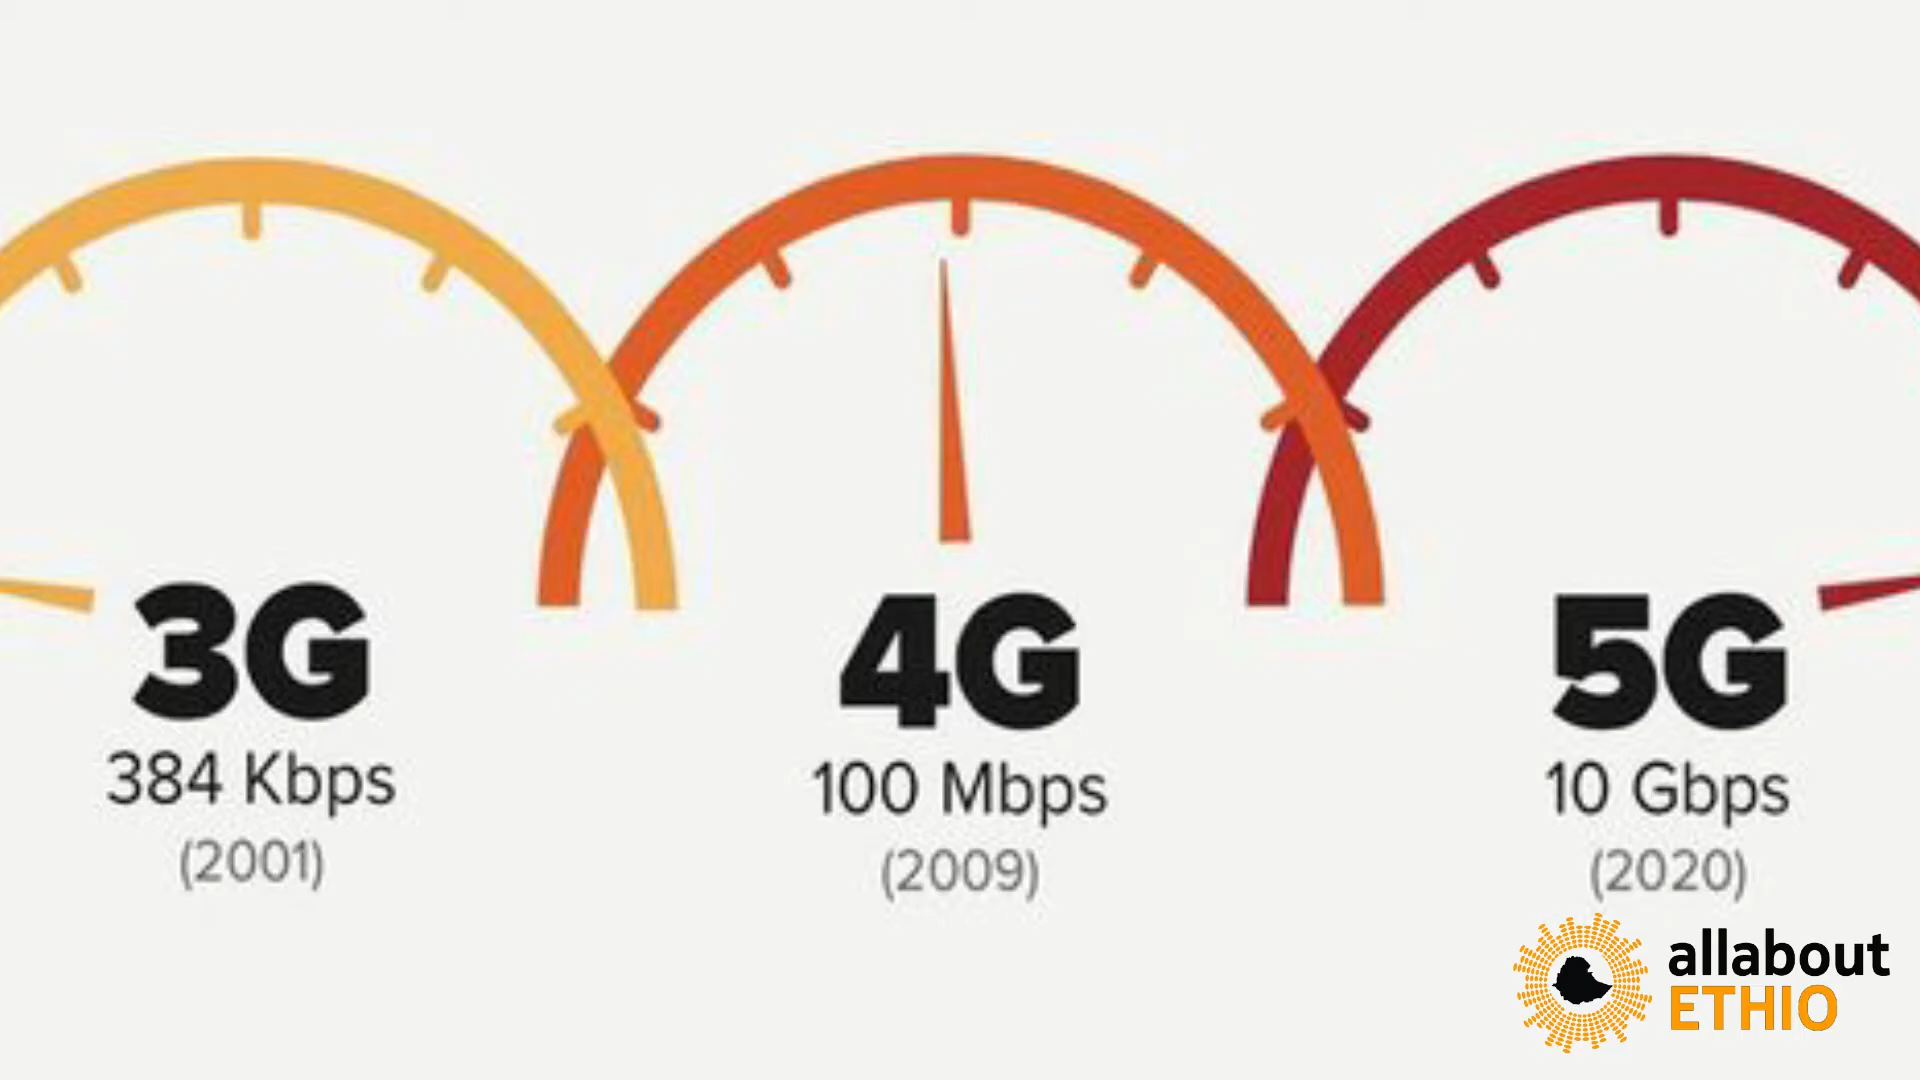 3G
384 Kbps
(2001)
4G
100 Mbps
(2009)
5G
10 Gbps
(2020)
allabout
ETHIO